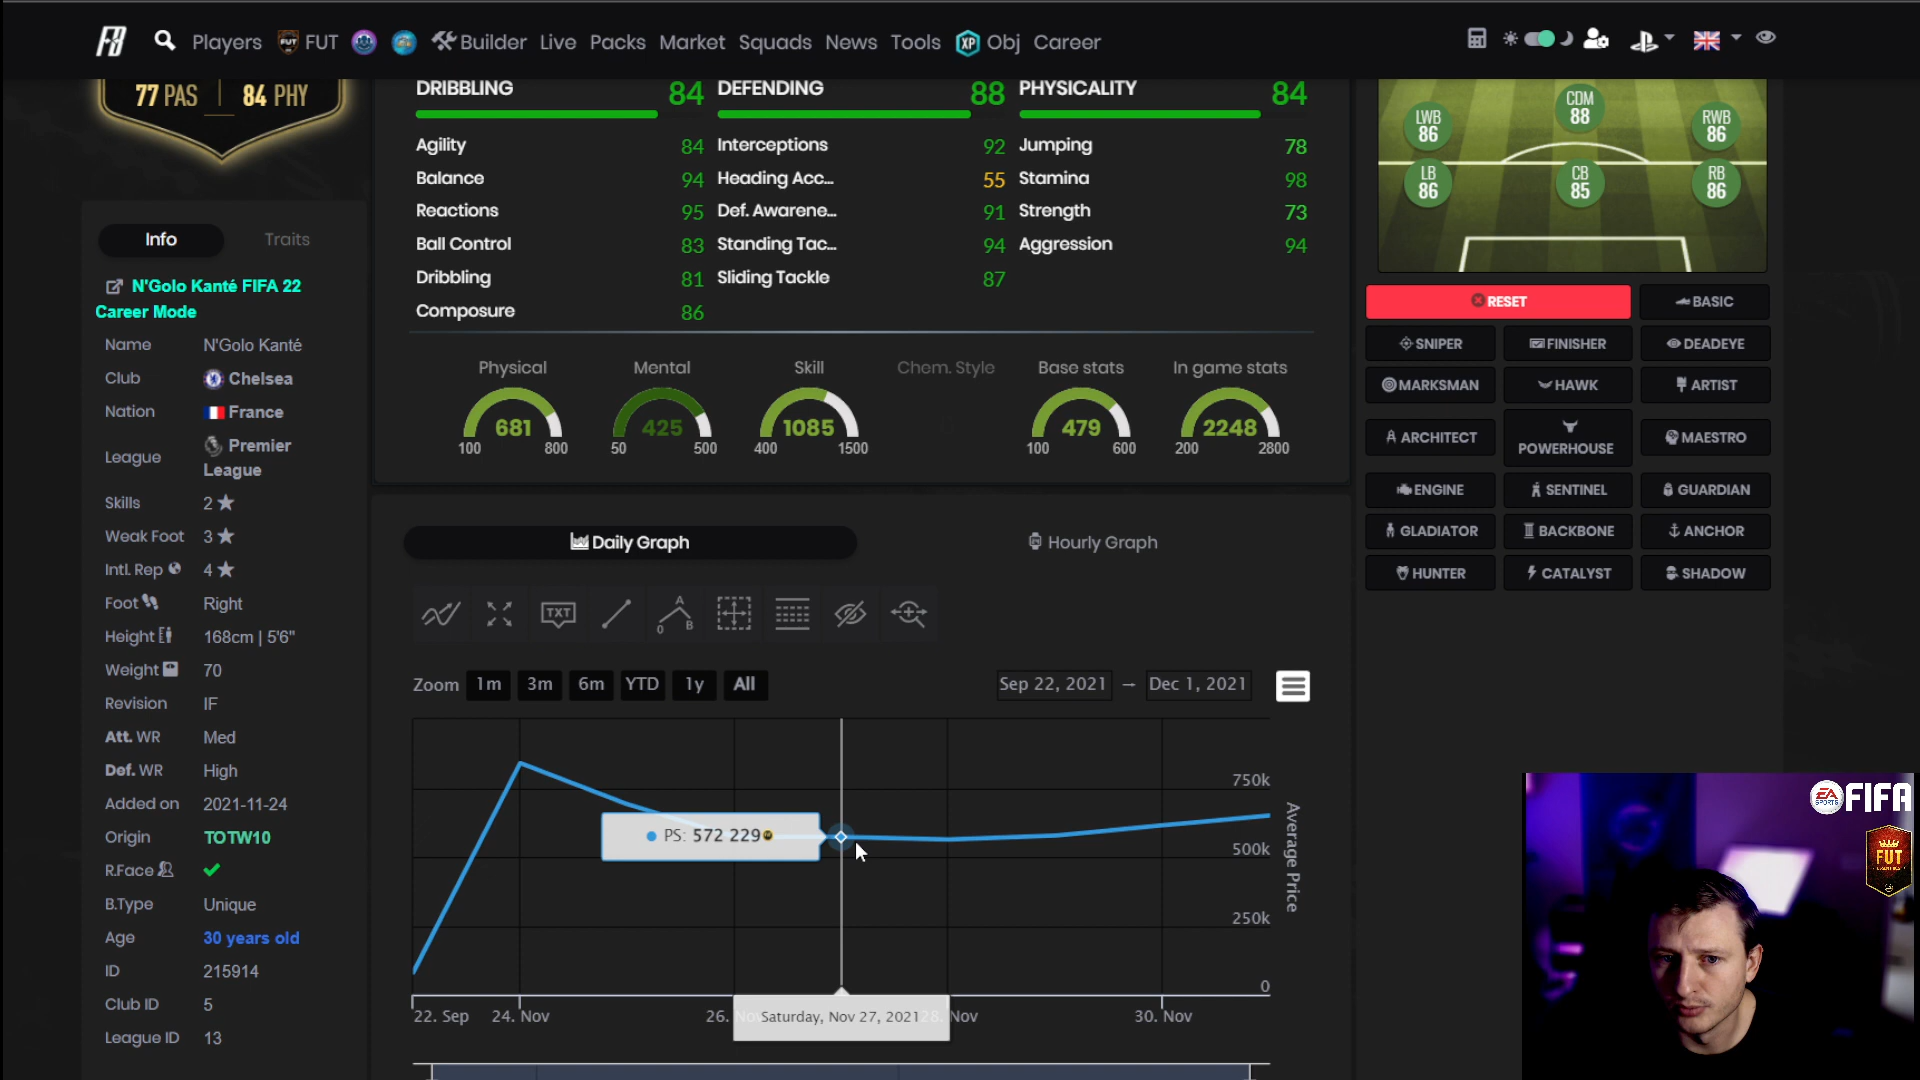 FB Players FUT Builder Live Packs Market Squads News Tools XP Obj Career
77 PAS 84 PHY
DRIBBLING 84 DEFENDING 88 PHYSICALITY 84
Agility 84 Interceptions 92 Jumping 78
Balance 94 Heading Acc... 55 Stamina 98
Reactions 95 Def. Awarene... 91 Strength 73
Ball Control 83 Standing Tac... 94 Aggression 94
Dribbling 81 Sliding Tackle 87
Composure 86
Physical Mental Skill Chem. Style Base stats In game stats
681 425 1085 479 2248
100 800 50 500 400 1500 100 600 200 2800
Info Traits
N'Golo Kanté FIFA 22
Career Mode
Name N'Golo Kanté
Club Chelsea
Nation France
League Premier
League
Skills 2
Weak Foot 3
Intl. Rep 4
Foot Right
Height 168cm | 5'6"
Weight 70
Revision IF
Att. WR Med
Def. WR High
Added on 2021-11-24
Origin TOTW10
R.Face
B.Type Unique
Age 30 years old
ID 215914
Club ID 5
League ID 13
Daily Graph Hourly Graph
TXT
A
0 B
Zoom 1m 3m 6m YTD 1y All Sep 22, 2021 → Dec 1, 2021
750k
500k
250k
0
Average Price
PS: 572 229
22. Sep 24. Nov 26. Saturday, Nov 27, 2021 28. Nov 30. Nov
CDM
88
LWB
86
RWB
86
LB
86
CB
85
RB
86
RESET BASIC
SNIPER FINISHER DEADEYE
MARKSMAN HAWK ARTIST
ARCHITECT POWERHOUSE MAESTRO
ENGINE SENTINEL GUARDIAN
GLADIATOR BACKBONE ANCHOR
HUNTER CATALYST SHADOW
EA
SPORTS
FIFA
FUT